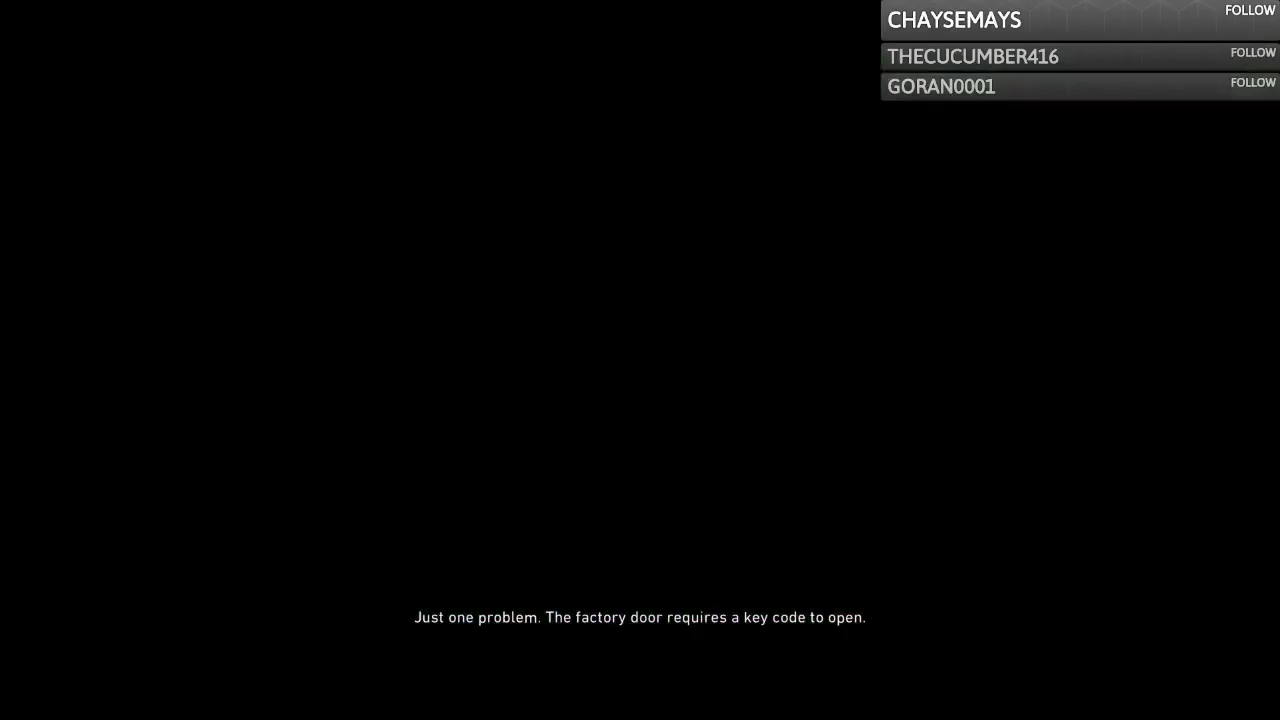 CHAYSEMAYS FOLLOW
THECUCUMBER416 FOLLOW
GORAN0001 FOLLOW
Just one problem. The factory door requires a key code to open.